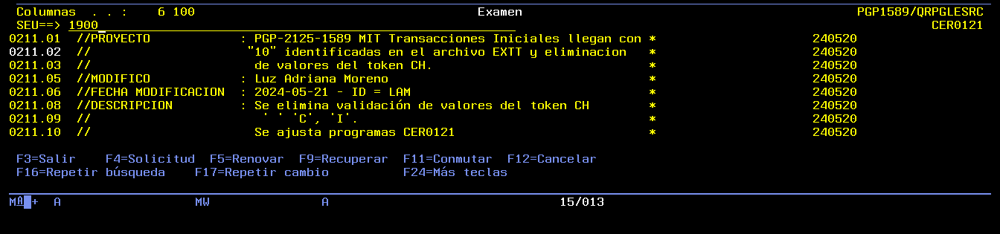 Columnas  . . :    6 100                                      Examen                                             PGP1589/QRPGLESRC
SEU==> 1900                                                                                                                CER0121
0211.01  //PROYECTO            : PGP-2125-1589 MIT Transacciones Iniciales llegan con *                     240520
0211.02  //                     "10" identificadas en el archivo EXTT y eliminacion   *                     240520
0211.03  //                      de valores del token CH.                             *                     240520
0211.05  //MODIFICO            : Luz Adriana Moreno                                   *                     240520
0211.06  //FECHA MODIFICACION  : 2024-05-21 - ID = LAM                                *                     240520
0211.08  //DESCRIPCION         : Se elimina validación de valores del token CH        *                     240520
0211.09  //                       ' ' 'C', 'I'.                                       *                     240520
0211.10  //                      Se ajusta programas CER0121                          *                     240520
F3=Salir    F4=Solicitud  F5=Renovar  F9=Recuperar  F11=Conmutar  F12=Cancelar
F16=Repetir búsqueda    F17=Repetir cambio          F24=Más teclas
MA + A                  MW               A                               15/013